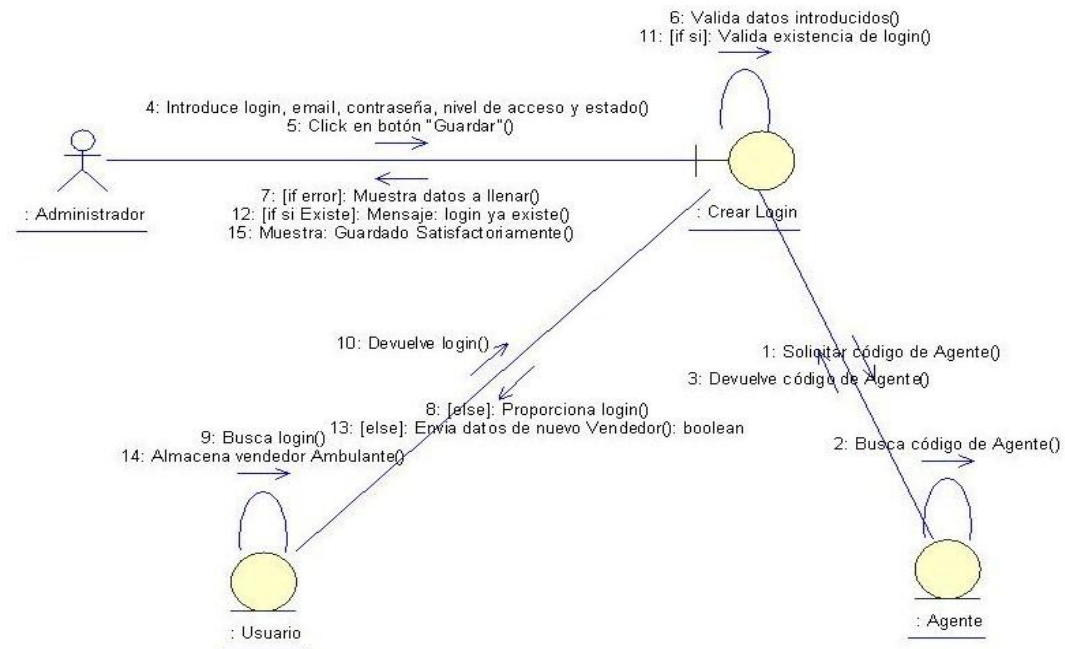 6: Valida datos introducidos()
11: [if si]: Valida existencia de login()
4: Introduce login, email, contraseña, nivel de acceso y estado()
5: Click en botón "Guardar"()
7: [if error]: Muestra datos a llenar()
12: [if si Existe]: Mensaje: login ya existe()
15: Muestra: Guardado Satisfactoriamente()
: Administrador
: Crear Login
10: Devuelve login()
1: Solicitar código de Agente()
3: Devuelve código de Agente()
8: [else]: Proporciona login()
13: [else]: Envia datos de nuevo Vendedor(): boolean
9: Busca login()
14: Almacena vendedor Ambulante()
2: Busca código de Agente()
: Usuario
: Agente